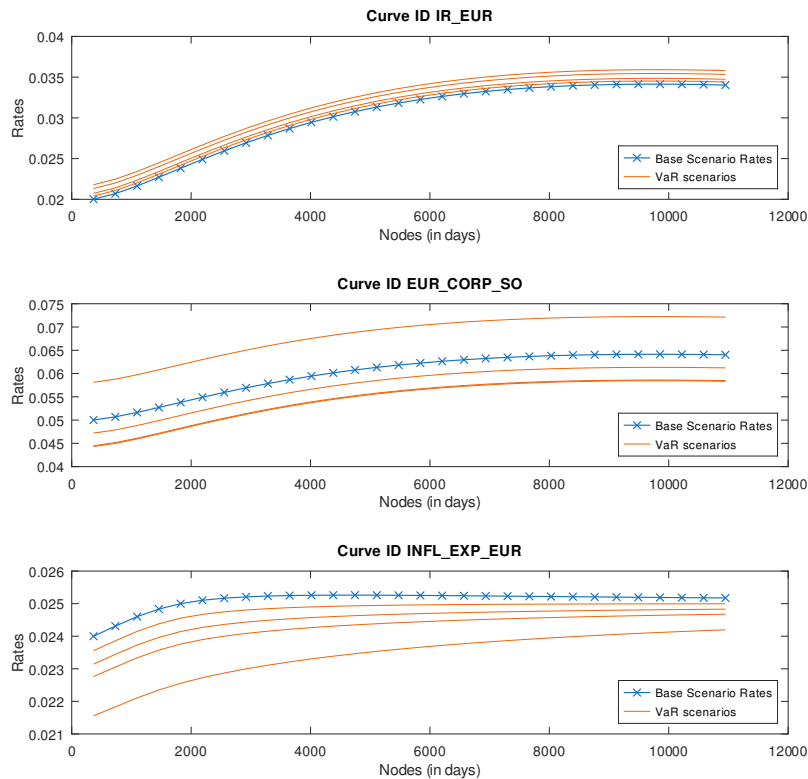 Curve ID IR_EUR
0.04
0.035
0.03
0.025
0.02
Rates
0 2000 4000 6000 8000 10000 12000
Nodes (in days)
Base Scenario Rates
VaR scenarios
Curve ID EUR_CORP_SO
0.075
0.07
0.065
0.06
0.055
0.05
0.045
0.04
Rates
0 2000 4000 6000 8000 10000 12000
Nodes (in days)
Base Scenario Rates
VaR scenarios
Curve ID INFL_EXP_EUR
0.026
0.025
0.024
0.023
0.022
0.021
Rates
0 2000 4000 6000 8000 10000 12000
Nodes (in days)
Base Scenario Rates
VaR scenarios